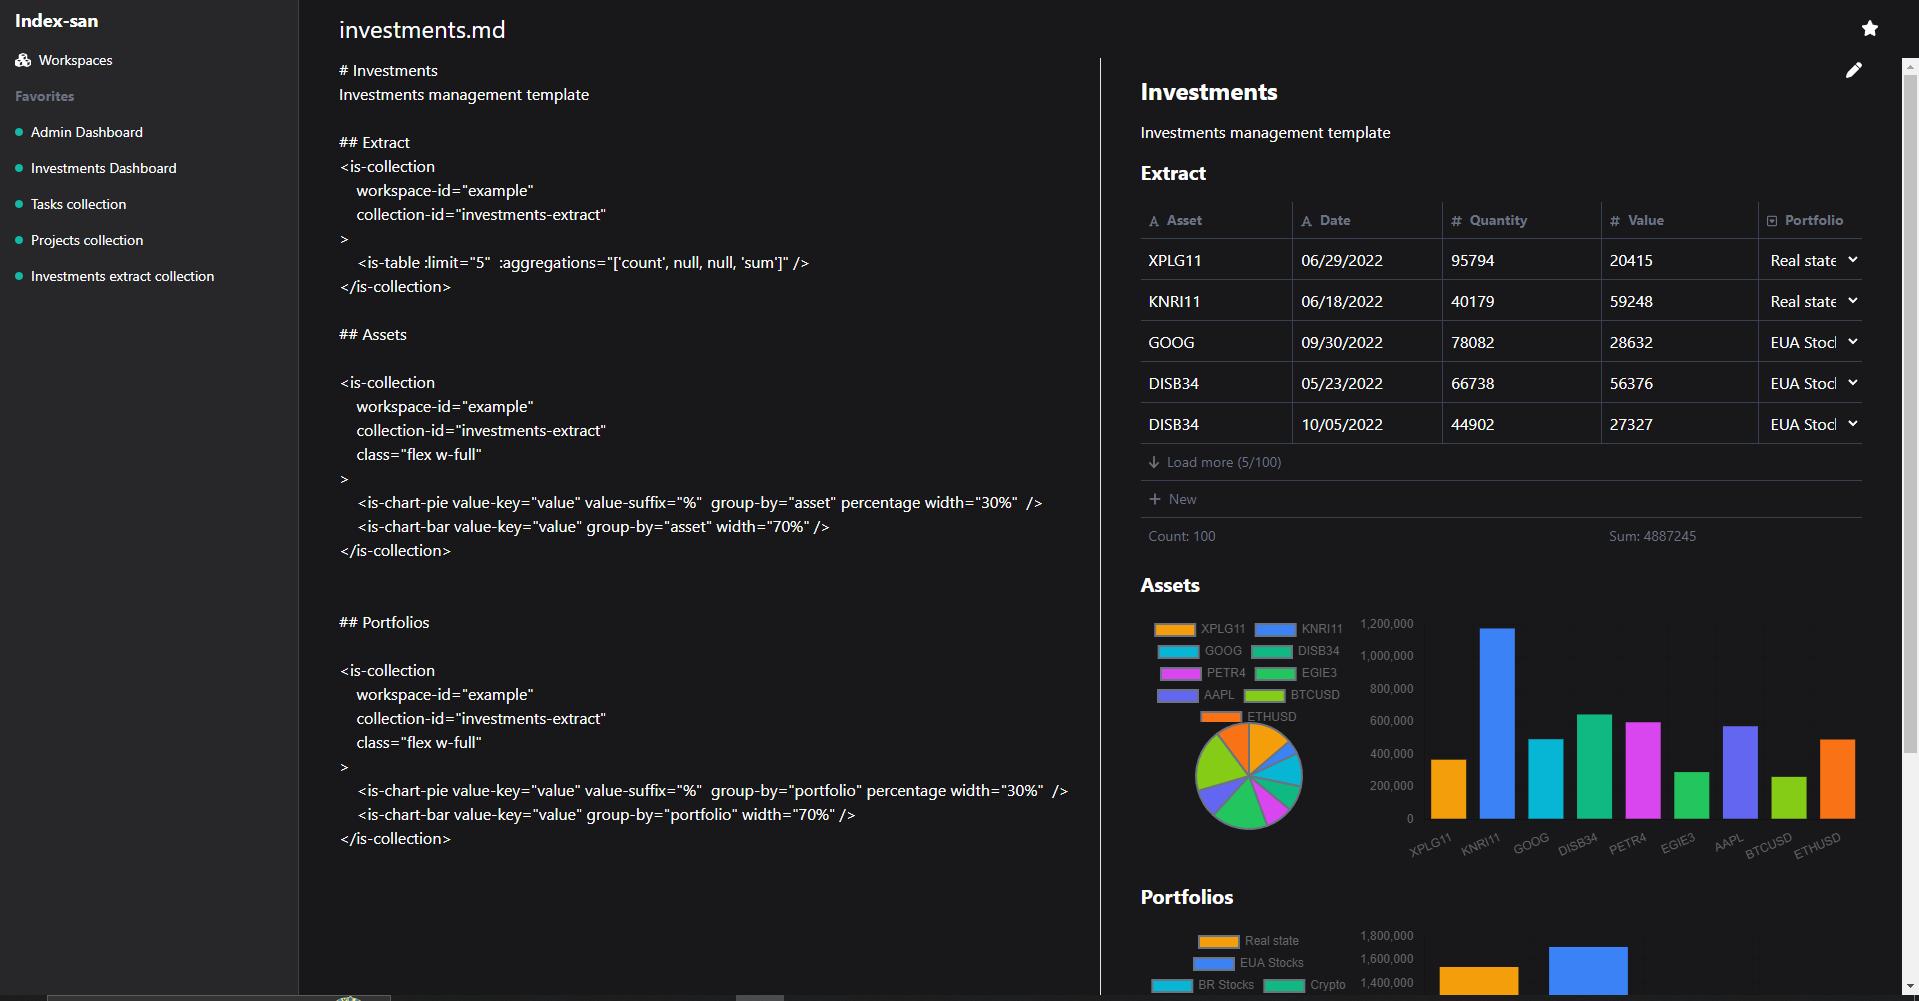 Index-san
Workspaces
Favorites
Admin Dashboard
Investments Dashboard
Tasks collection
Projects collection
Investments extract collection
investments.md
# Investments
Investments management template
## Extract
<is-collection
workspace-id="example"
collection-id="investments-extract"
>
<is-table :limit="5"  :aggregations="['count', null, null, 'sum']" />
</is-collection>
## Assets
<is-collection
workspace-id="example"
collection-id="investments-extract"
class="flex w-full"
>
<is-chart-pie value-key="value" value-suffix="%"  group-by="asset" percentage width="30%"  />
<is-chart-bar value-key="value" group-by="asset" width="70%" />
</is-collection>
## Portfolios
<is-collection
workspace-id="example"
collection-id="investments-extract"
class="flex w-full"
>
<is-chart-pie value-key="value" value-suffix="%"  group-by="portfolio" percentage width="30%"  />
<is-chart-bar value-key="value" group-by="portfolio" width="70%" />
</is-collection>
Investments
Investments management template
Extract
A Asset A Date # Quantity # Value Portfolio
XPLG11 06/29/2022 95794 20415 Real state
KNRI11 06/18/2022 40179 59248 Real state
GOOG 09/30/2022 78082 28632 EUA Stocl
DISB34 05/23/2022 66738 56376 EUA Stocl
DISB34 10/05/2022 44902 27327 EUA Stocl
Load more (5/100)
+ New
Count: 100 Sum: 4887245
Assets
XPLG11 KNRI11
GOOG DISB34
PETR4 EGIE3
AAPL BTCUSD
ETHUSD
1,200,000
1,000,000
800,000
600,000
400,000
200,000
0
XPLG11 KNRI11 GOOG DISB34 PETR4 EGIE3 AAPL BTCUSD ETHUSD
Portfolios
Real state
EUA Stocks
BR Stocks Crypto
1,800,000
1,600,000
1,400,000